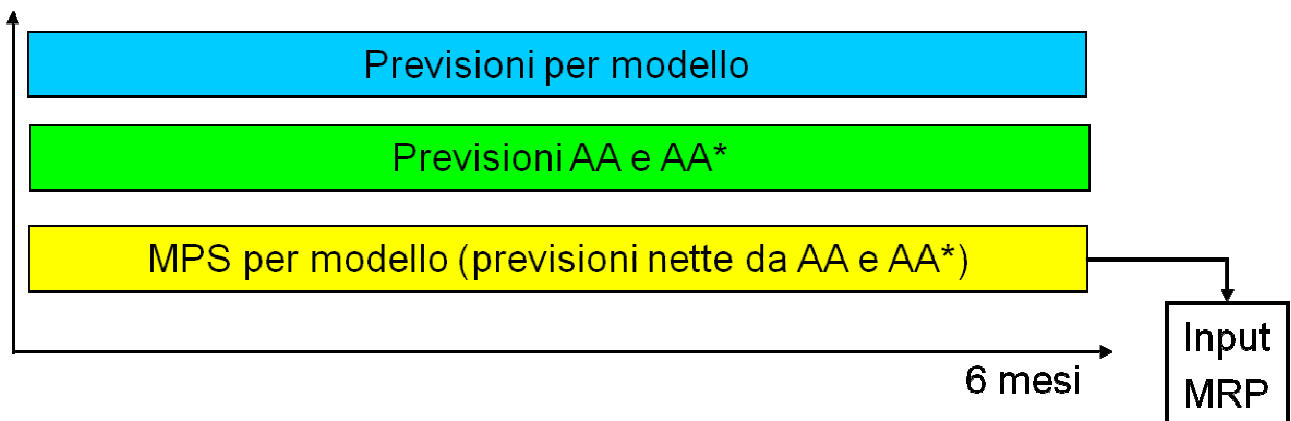 Previsioni per modello
Previsioni AA e AA*
MPS per modello (previsioni nette da AA e AA*)
6 mesi
Input
MRP